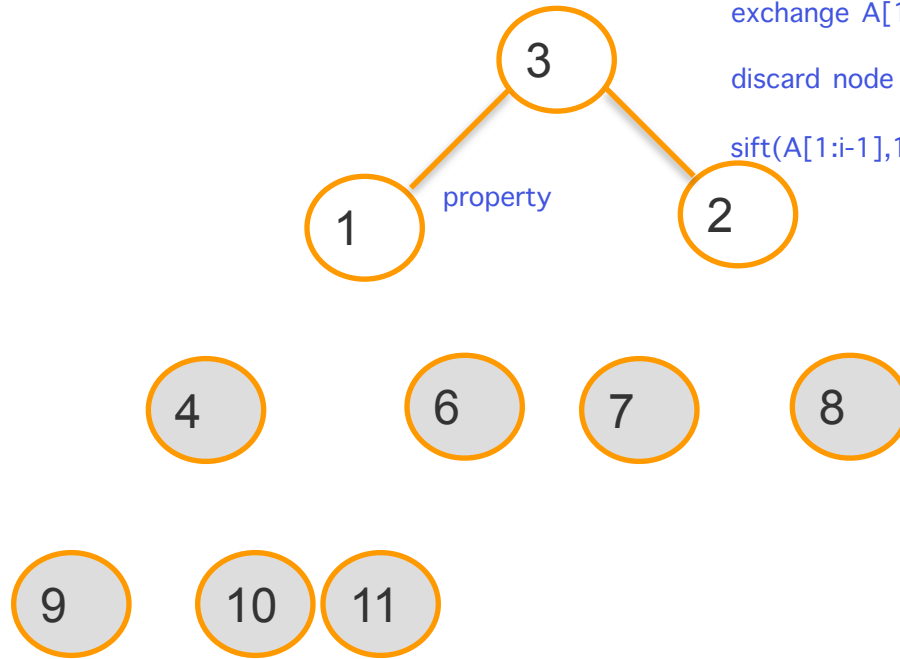 exchange A[1
3
discard node
sift(A[1:i-1],1
property
1
2
4
6
7
8
9
10
11